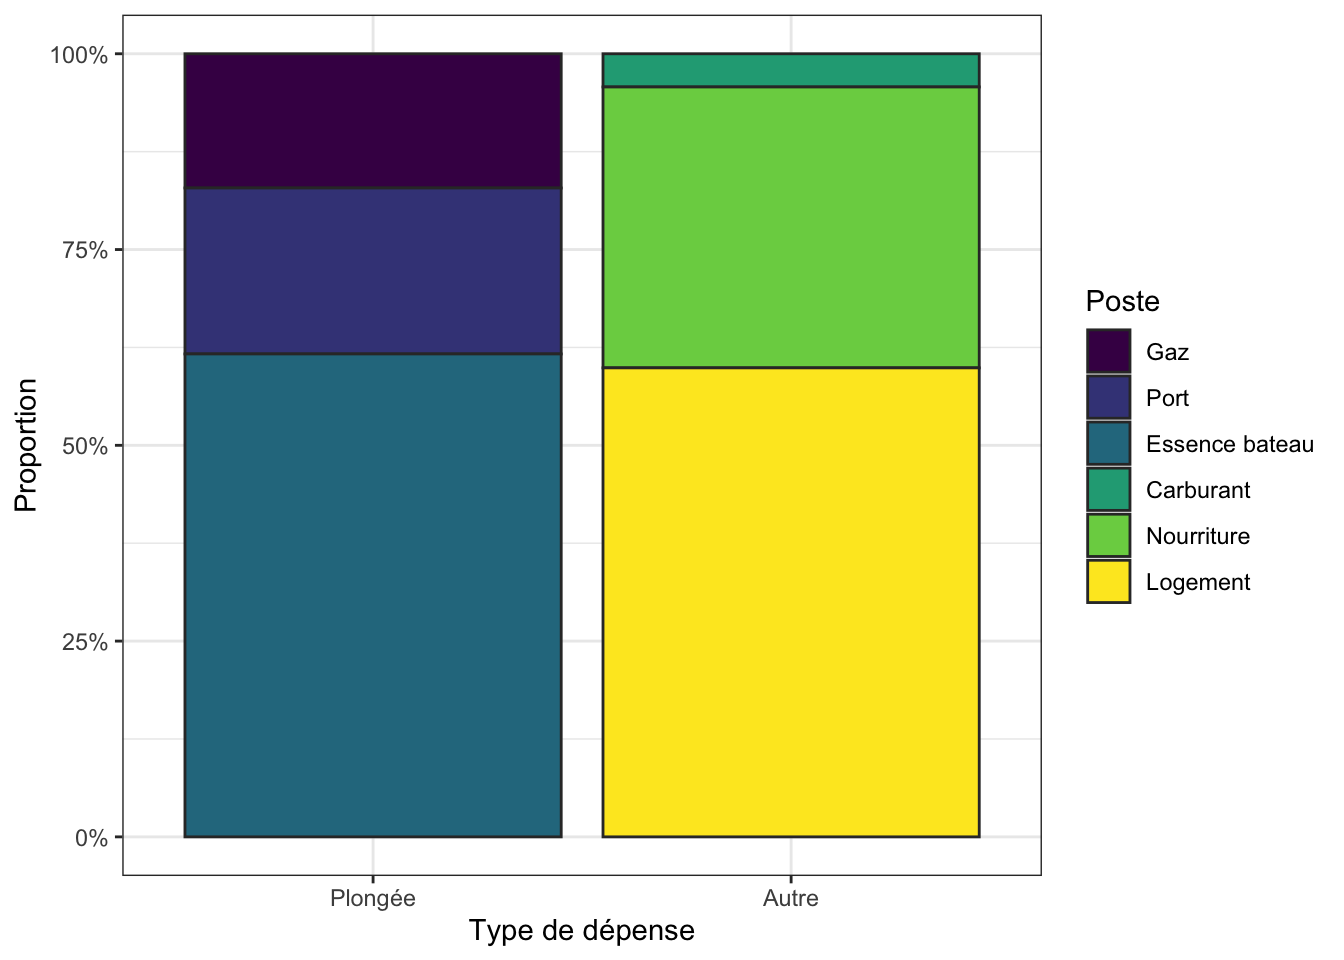 100%
75%
50%
25%
0%
Proportion
Plongée
Autre
Type de dépense
Poste
Gaz
Port
Essence bateau
Carburant
Nourriture
Logement